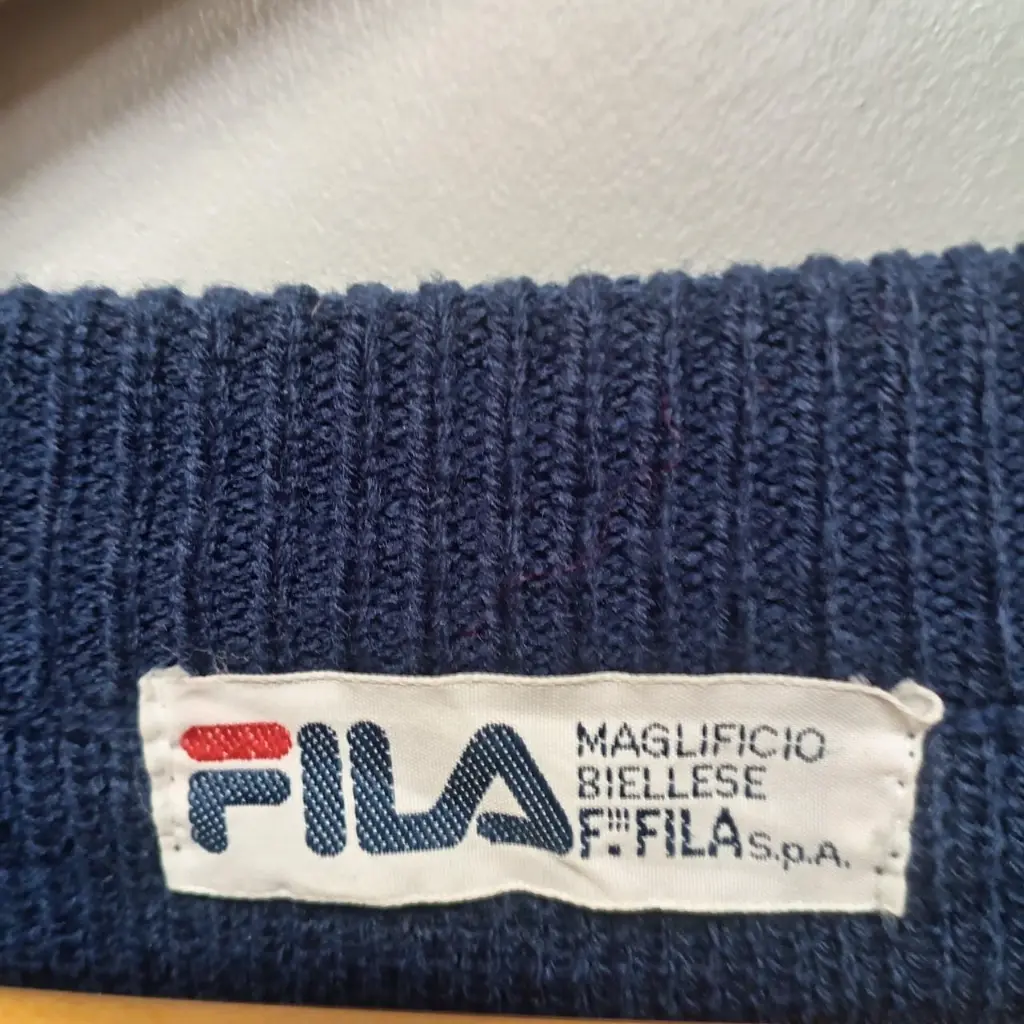 FILA
MAGLIFICIO
BIELLESE
F.lli FILA S.p.A.